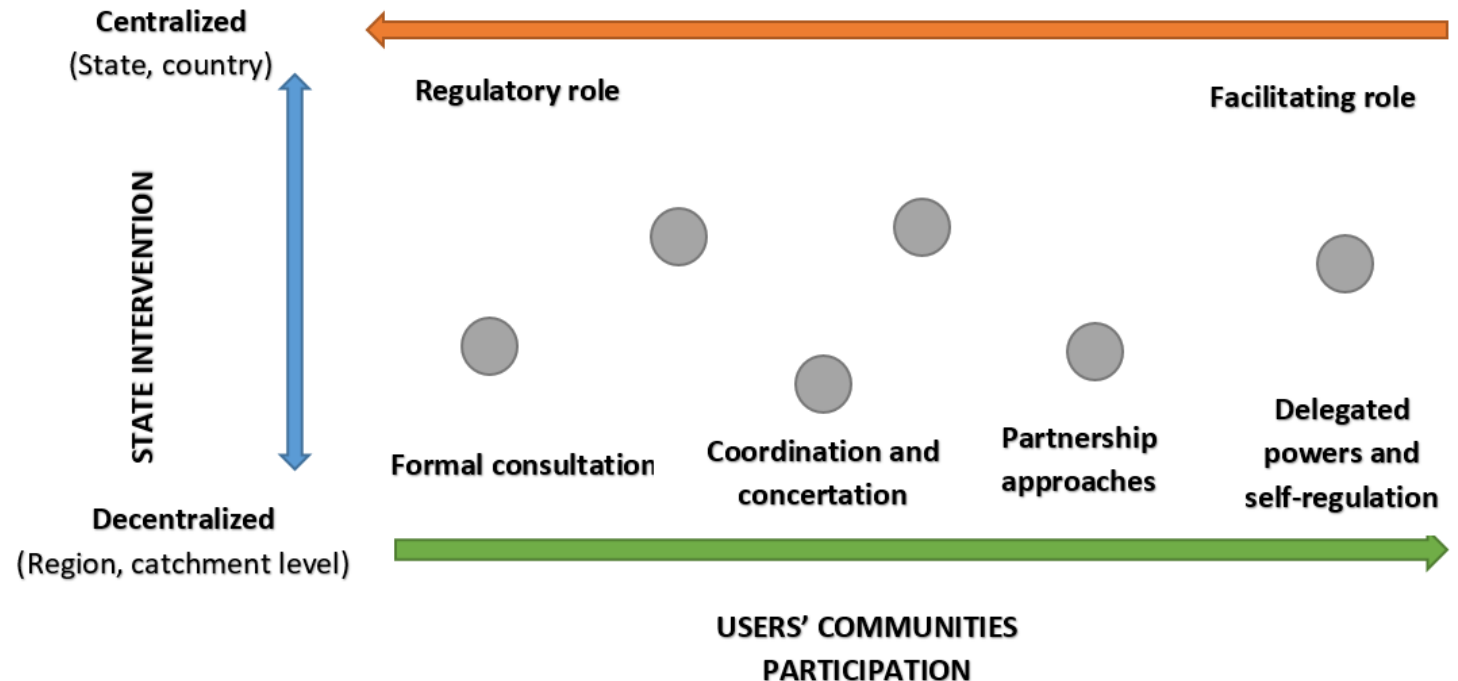 Centralized
(State, country)
Regulatory role
Facilitating role
STATE INTERVENTION
Formal consultation
Coordination and
concertation
Partnership
approaches
Delegated
powers and
self-regulation
Decentralized
(Region, catchment level)
USERS’ COMMUNITIES
PARTICIPATION